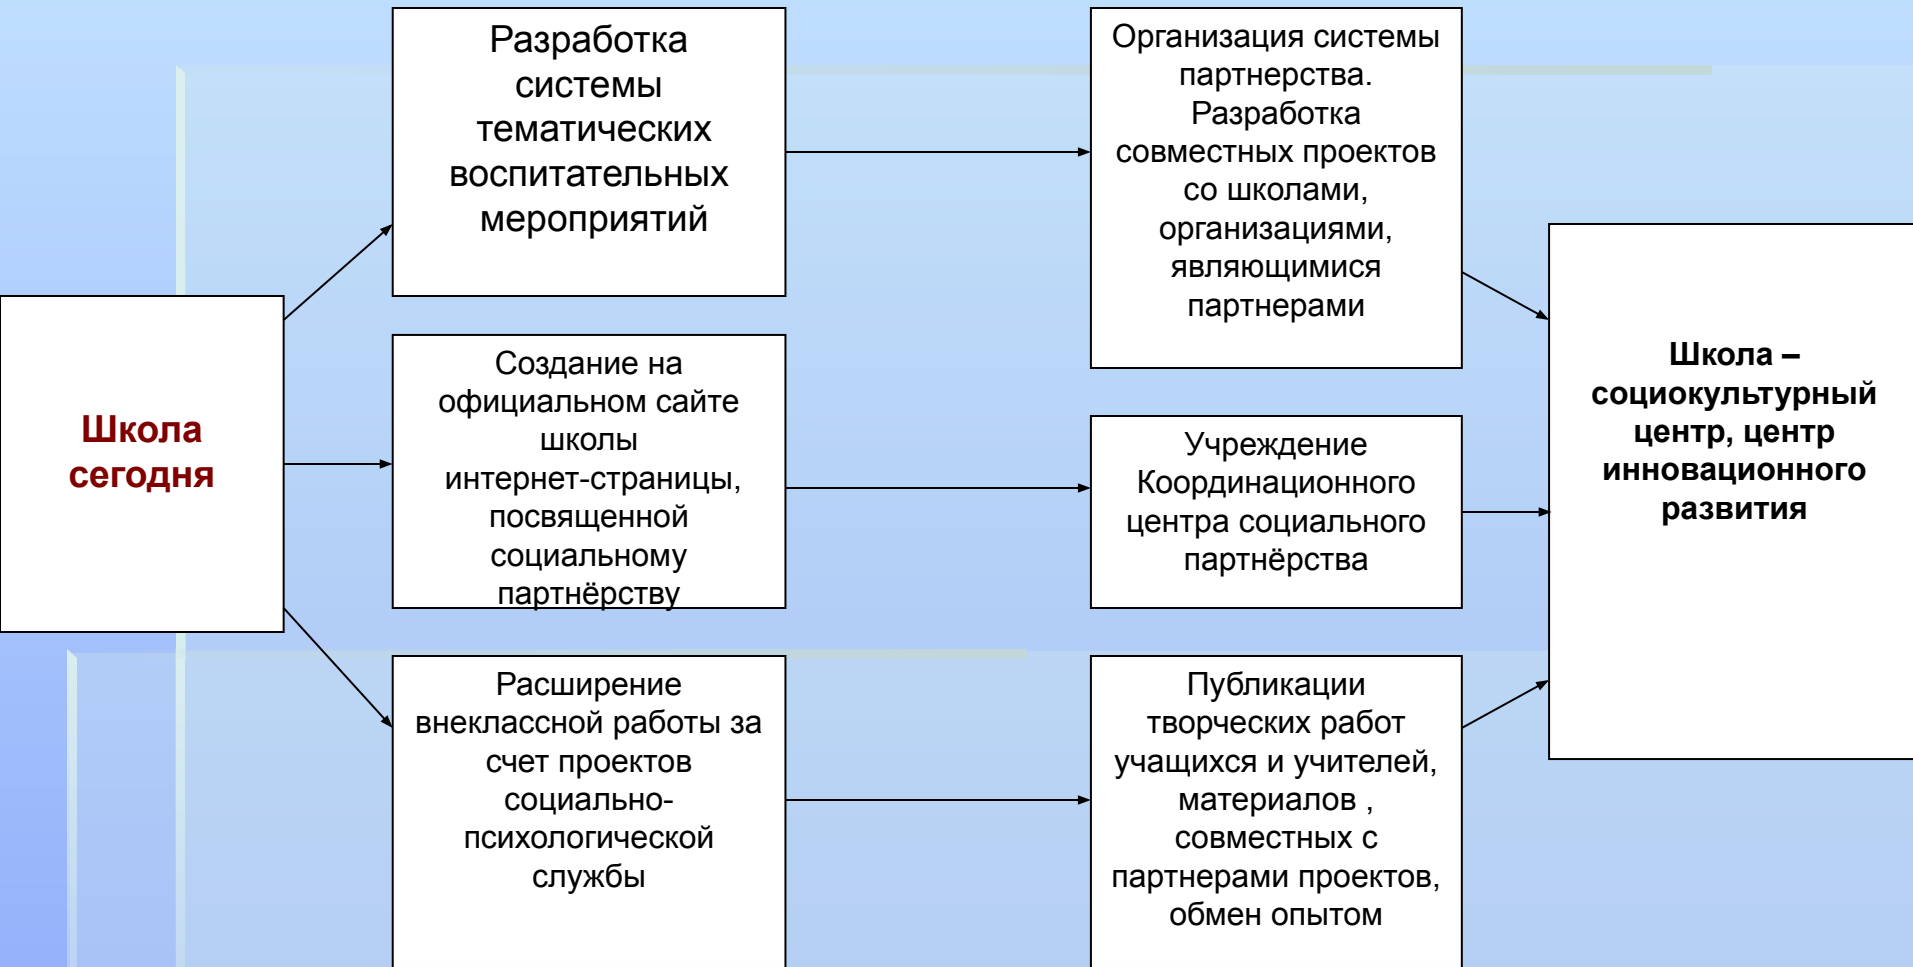 Школа
сегодня
Разработка
системы
тематических
воспитательных
мероприятий
Создание на
официальном сайте
школы
интернет-страницы,
посвященной
социальному
партнёрству
Расширение
внеклассной работы за
счет проектов
социально-
психологической
службы
Организация системы
партнерства.
Разработка
совместных проектов
со школами,
организациями,
являющимися
партнерами
Учреждение
Координационного
центра социального
партнёрства
Публикации
творческих работ
учащихся и учителей,
материалов ,
совместных с
партнерами проектов,
обмен опытом
Школа –
социокультурный
центр, центр
инновационного
развития